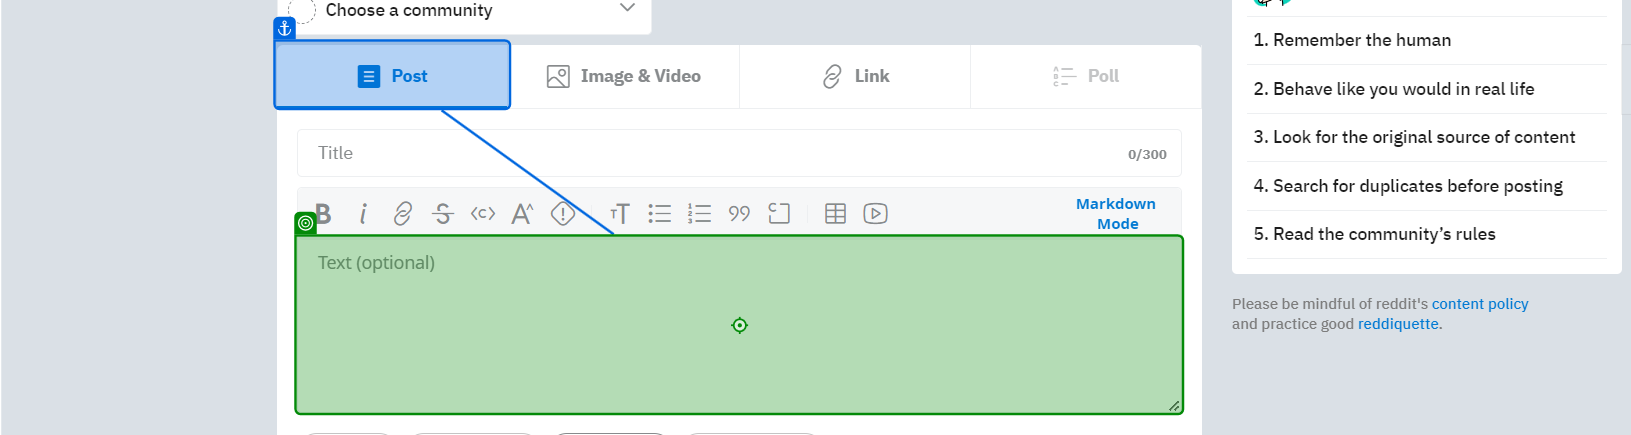 Choose a community
Post
Image & Video
Link
Poll
Title
0/300
B i S <c> A T T 99 C
Markdown
Mode
Text (optional)
1. Remember the human
2. Behave like you would in real life
3. Look for the original source of content
4. Search for duplicates before posting
5. Read the community’s rules
Please be mindful of reddit's content policy
and practice good reddiquette.